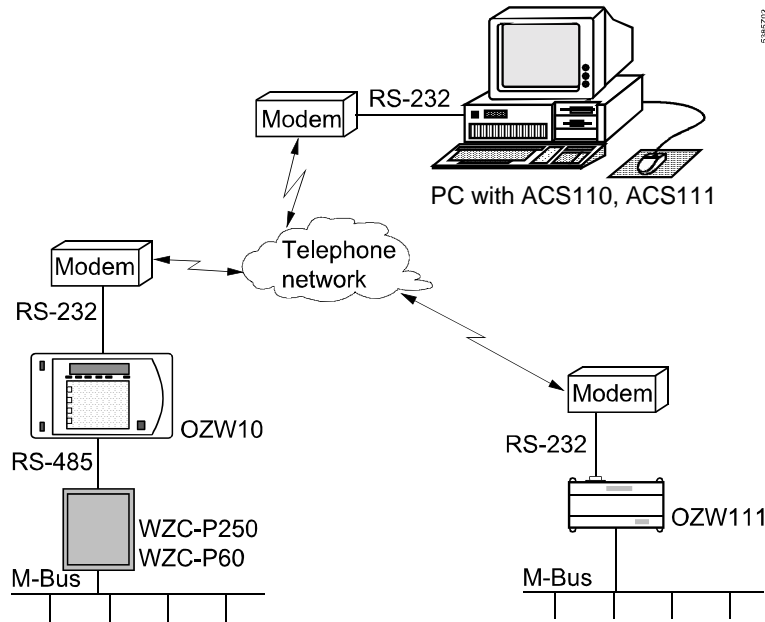 RS-232
Modem
PC with ACS110, ACS111
Telephone
network
Modem
RS-232
Modem
OZW10
RS-232
RS-485
OZW111
WZC-P250
WZC-P60
M-Bus
M-Bus